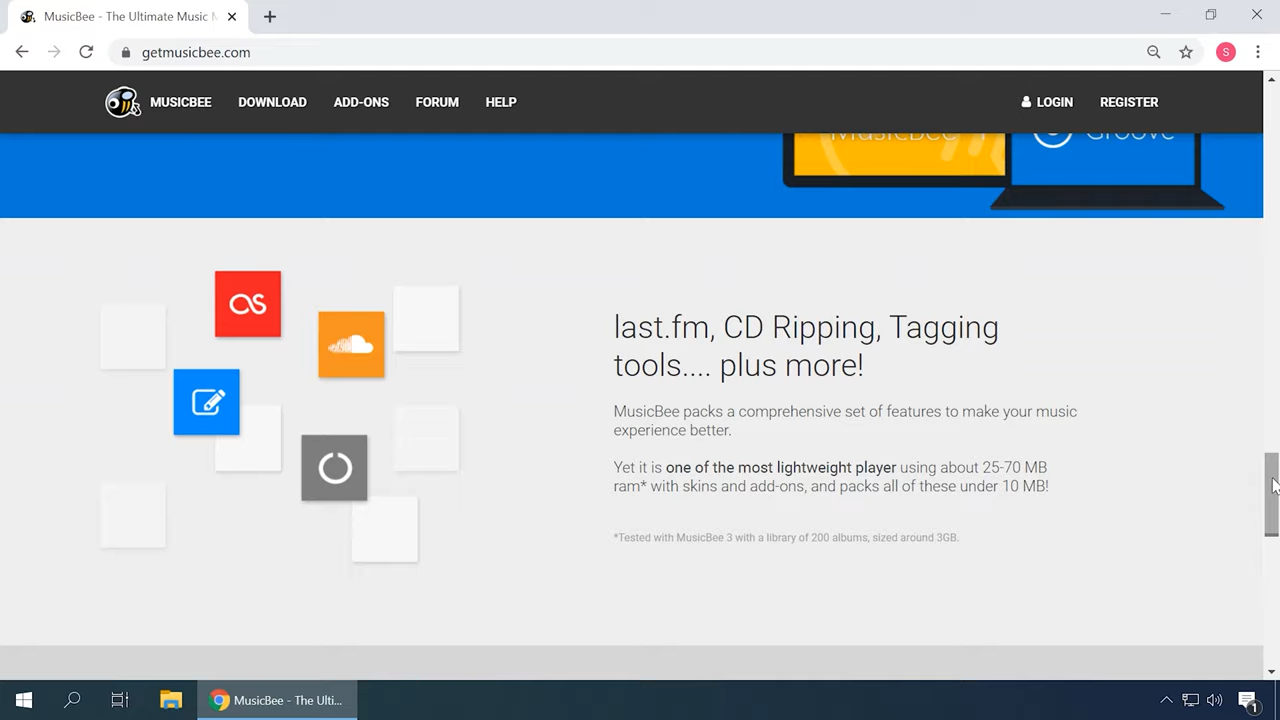 MusicBee - The Ultimate Music M
getmusicbee.com
S
MUSICBEE
DOWNLOAD
ADD-ONS
FORUM
HELP
LOGIN
REGISTER
MusicBee
Groove
last.fm, CD Ripping, Tagging
tools.... plus more!
MusicBee packs a comprehensive set of features to make your music
experience better.
Yet it is one of the most lightweight player using about 25-70 MB
ram* with skins and add-ons, and packs all of these under 10 MB!
*Tested with MusicBee 3 with a library of 200 albums, sized around 3GB.
MusicBee - The Ulti...
1